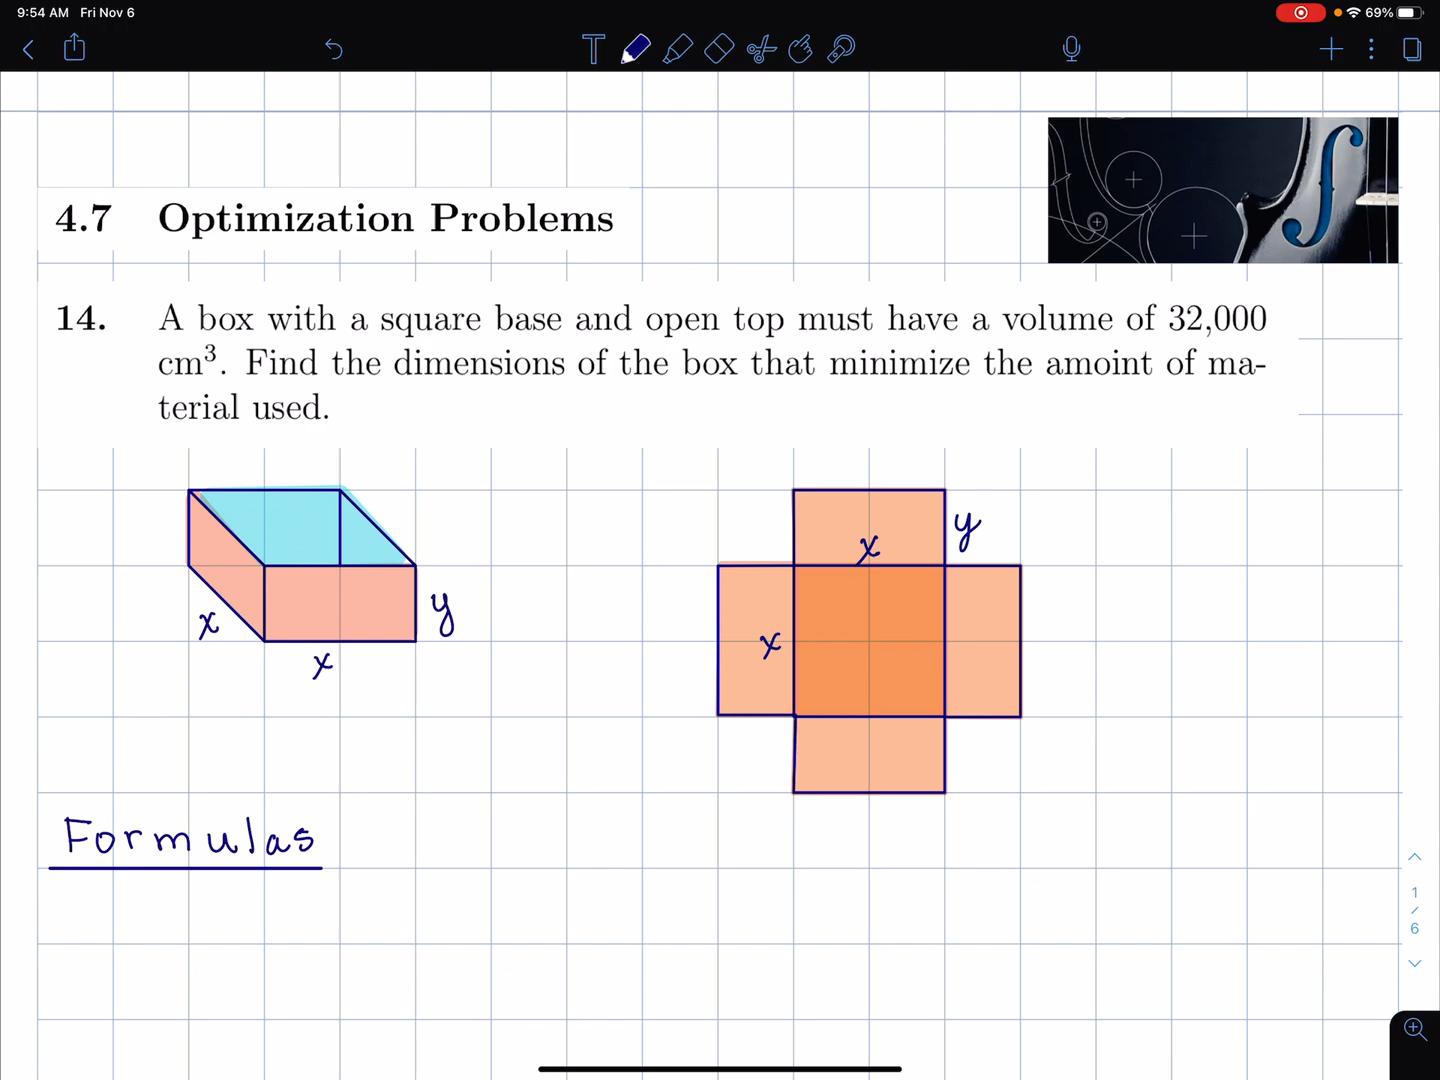 9:54 AM Fri Nov 6
69%
T
4.7 Optimization Problems
14. A box with a square base and open top must have a volume of 32,000
cm³. Find the dimensions of the box that minimize the amoint of ma-
terial used.
x
y
x
x
y
x
Formulas
1
/
6